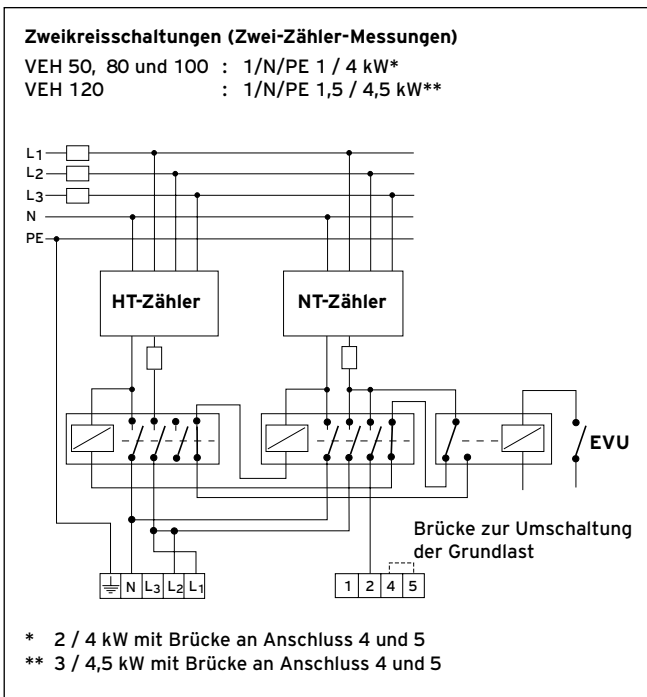 Zweikreisschaltungen (Zwei-Zähler-Messungen)
VEH 50, 80 und 100 : 1/N/PE 1 / 4 kW*
VEH 120 : 1/N/PE 1,5 / 4,5 kW**
L1
L2
L3
N
PE
HT-Zähler NT-Zähler
EVU
Brücke zur Umschaltung
der Grundlast
N L3 L2 L1 1 2 4 5
* 2 / 4 kW mit Brücke an Anschluss 4 und 5
** 3 / 4,5 kW mit Brücke an Anschluss 4 und 5